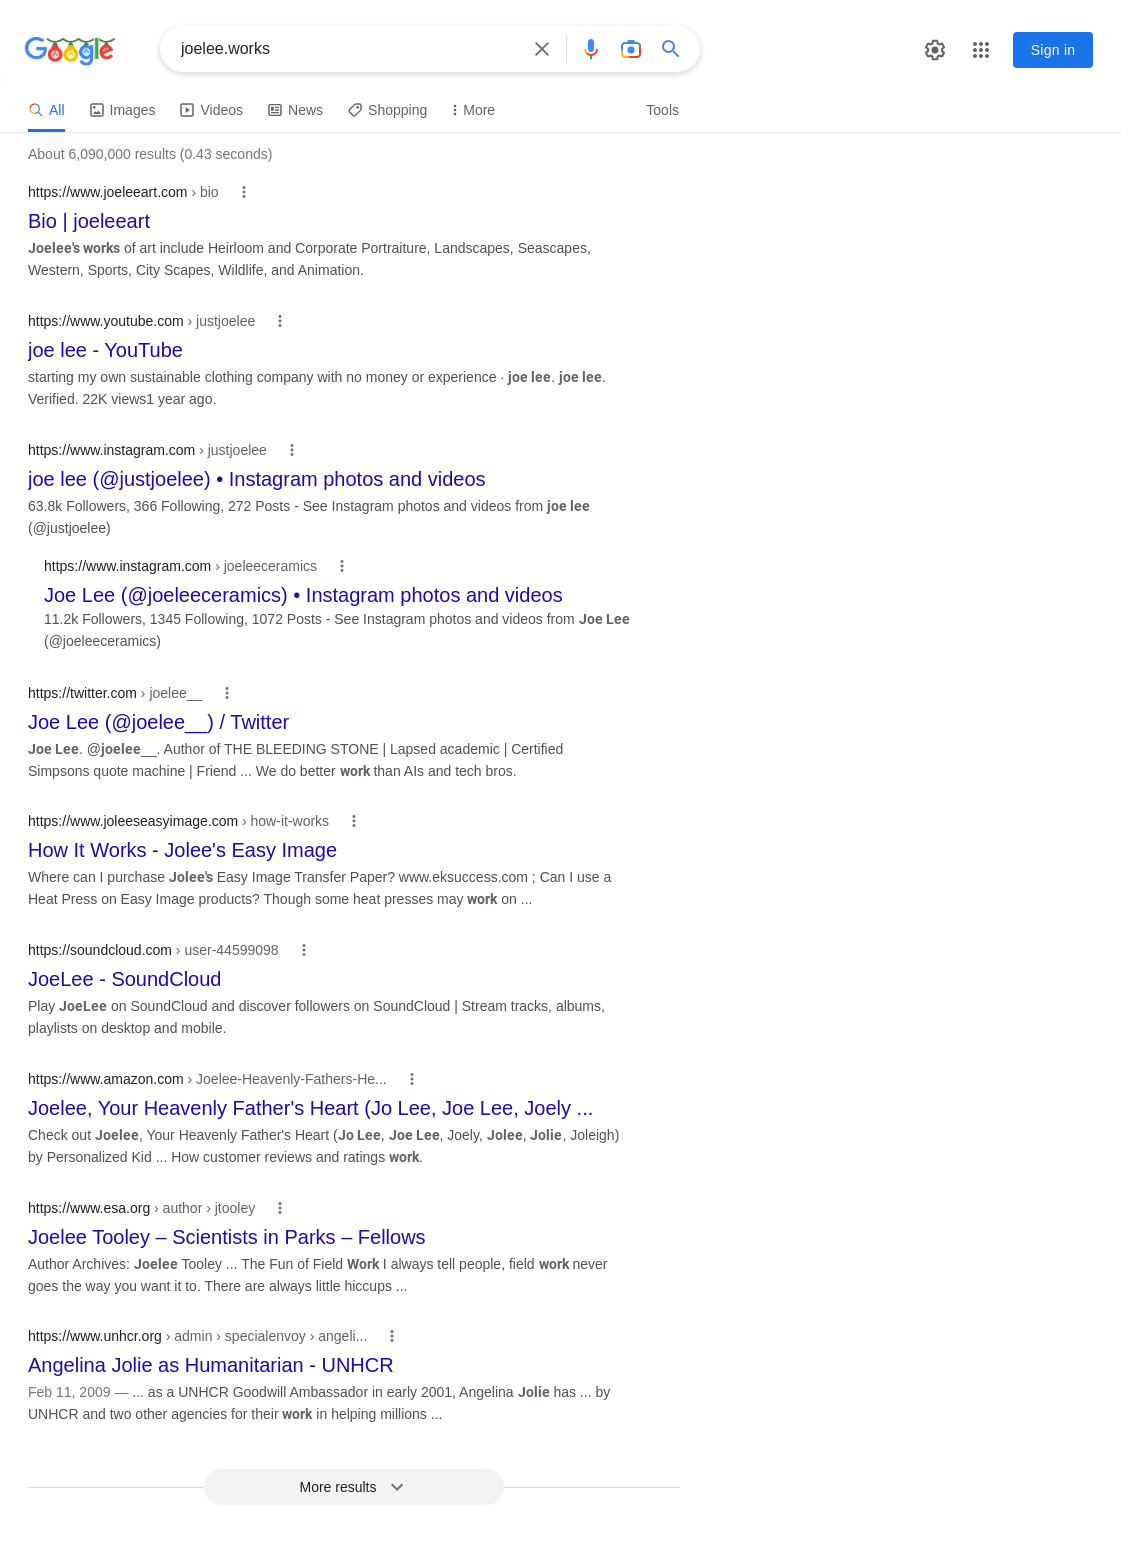 Google
joelee.works
Sign in
All Images Videos News Shopping More Tools
About 6,090,000 results (0.43 seconds)
https://www.joeleeart.com › bio
Bio | joeleeart
Joelee's works of art include Heirloom and Corporate Portraiture, Landscapes, Seascapes,
Western, Sports, City Scapes, Wildlife, and Animation.
https://www.youtube.com › justjoelee
joe lee - YouTube
starting my own sustainable clothing company with no money or experience · joe lee. joe lee.
Verified. 22K views1 year ago.
https://www.instagram.com › justjoelee
joe lee (@justjoelee) • Instagram photos and videos
63.8k Followers, 366 Following, 272 Posts - See Instagram photos and videos from joe lee
(@justjoelee)
https://www.instagram.com › joeleeceramics
Joe Lee (@joeleeceramics) • Instagram photos and videos
11.2k Followers, 1345 Following, 1072 Posts - See Instagram photos and videos from Joe Lee
(@joeleeceramics)
https://twitter.com › joelee__
Joe Lee (@joelee__) / Twitter
Joe Lee. @joelee__. Author of THE BLEEDING STONE | Lapsed academic | Certified
Simpsons quote machine | Friend ... We do better work than AIs and tech bros.
https://www.joleeseasyimage.com › how-it-works
How It Works - Jolee's Easy Image
Where can I purchase Jolee's Easy Image Transfer Paper? www.eksuccess.com ; Can I use a
Heat Press on Easy Image products? Though some heat presses may work on ...
https://soundcloud.com › user-44599098
JoeLee - SoundCloud
Play JoeLee on SoundCloud and discover followers on SoundCloud | Stream tracks, albums,
playlists on desktop and mobile.
https://www.amazon.com › Joelee-Heavenly-Fathers-He...
Joelee, Your Heavenly Father's Heart (Jo Lee, Joe Lee, Joely ...
Check out Joelee, Your Heavenly Father's Heart (Jo Lee, Joe Lee, Joely, Jolee, Jolie, Joleigh)
by Personalized Kid ... How customer reviews and ratings work.
https://www.esa.org › author › jtooley
Joelee Tooley – Scientists in Parks – Fellows
Author Archives: Joelee Tooley ... The Fun of Field Work I always tell people, field work never
goes the way you want it to. There are always little hiccups ...
https://www.unhcr.org › admin › specialenvoy › angeli...
Angelina Jolie as Humanitarian - UNHCR
Feb 11, 2009 — ... as a UNHCR Goodwill Ambassador in early 2001, Angelina Jolie has ... by
UNHCR and two other agencies for their work in helping millions ...
More results